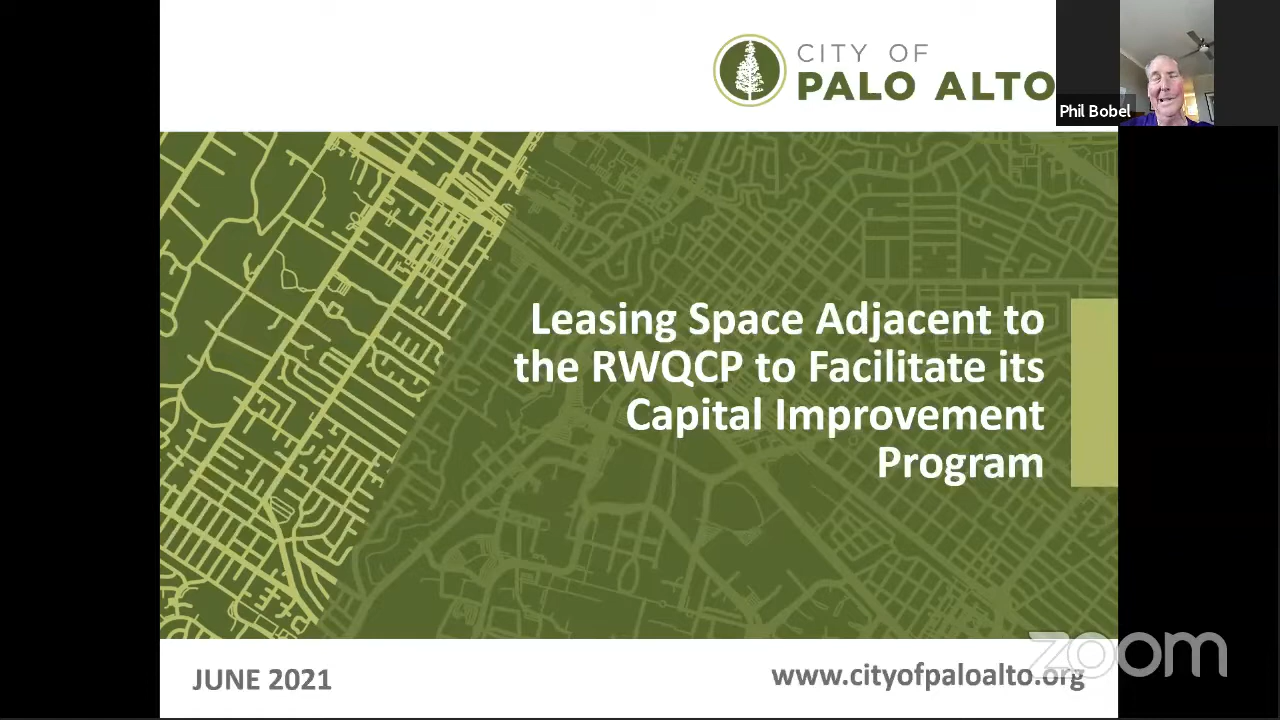 CITY OF
PALO ALTO
Phil Bobel
Leasing Space Adjacent to
the RWQCP to Facilitate its
Capital Improvement
Program
JUNE 2021
www.cityofpaloalto.org
zoom